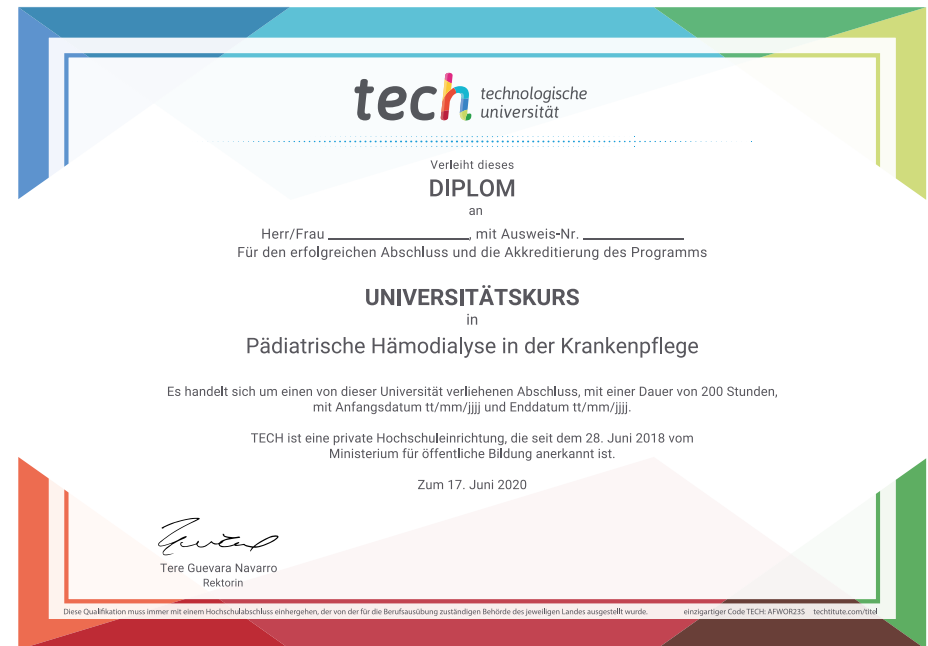 tech technologische
universität
Verleiht dieses
DIPLOM
an
Herr/Frau ____________________, mit Ausweis-Nr. ______________
Für den erfolgreichen Abschluss und die Akkreditierung des Programms
UNIVERSITÄTSKURS
in
Pädiatrische Hämodialyse in der Krankenpflege
Es handelt sich um einen von dieser Universität verliehenen Abschluss, mit einer Dauer von 200 Stunden,
mit Anfangsdatum tt/mm/jjjj und Enddatum tt/mm/jjjj.
TECH ist eine private Hochschuleinrichtung, die seit dem 28. Juni 2018 vom
Ministerium für öffentliche Bildung anerkannt ist.
Zum 17. Juni 2020
Tere Guevara Navarro
Rektorin
Diese Qualifikation muss immer mit einem Hochschulabschluss einhergehen, der von der für die Berufsausübung zuständigen Behörde des jeweiligen Landes ausgestellt wurde. einzigartiger Code TECH: AFWOR23S techtitute.com/titel